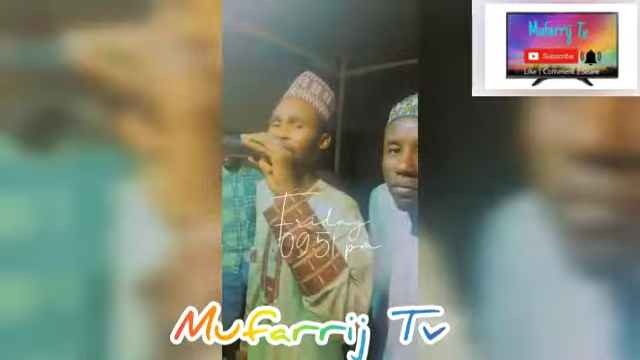 Mufarrij Tv
Subscribe
Like | Comment | Share
Friday
09:51 pm
Mufarrij Tv